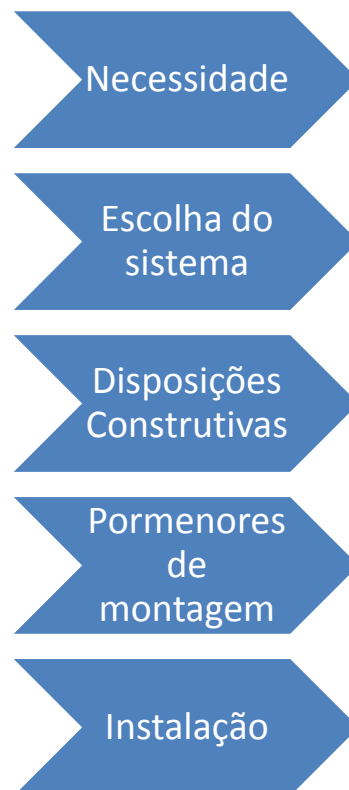 Necessidade
Escolha do
sistema
Disposições
Construtivas
Pormenores
de
montagem
Instalação